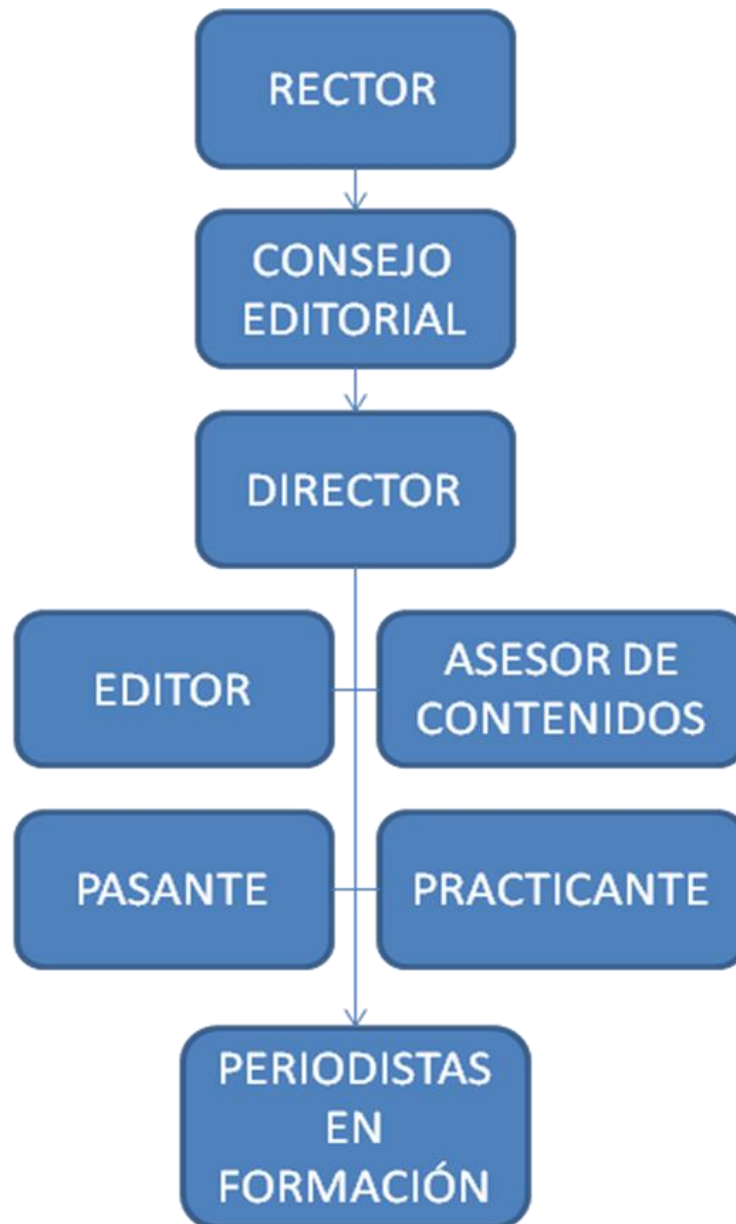 RECTOR
CONSEJO
EDITORIAL
DIRECTOR
EDITOR
ASESOR DE
CONTENIDOS
PASANTE
PRACTICANTE
PERIODISTAS
EN
FORMACIÓN